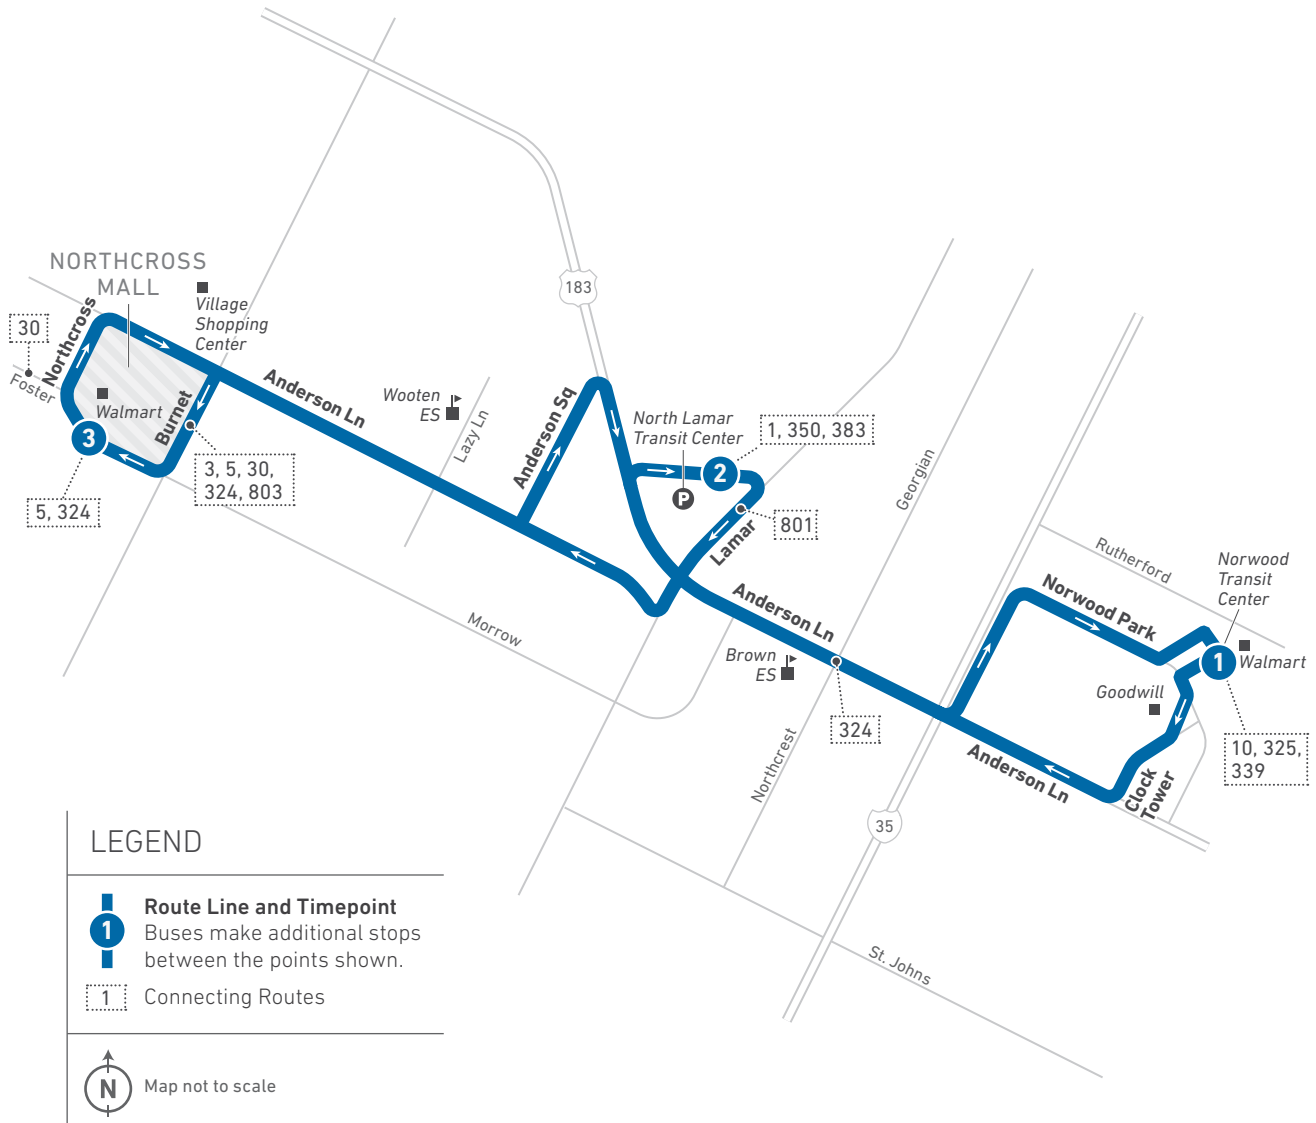 183
NORTHCROSS
MALL
Village
Shopping
Center
30
Northcross
Foster
Walmart
Burnet
3
5, 324
3, 5, 30,
324, 803
Anderson Ln
Wooten
ES
Lazy Ln
Anderson Sq
North Lamar
Transit Center
1, 350, 383
2
P
801
Lamar
Georgian
Morrow
Anderson Ln
Brown
ES
324
Northcrest
Rutherford
Norwood
Transit
Center
Norwood Park
1
Walmart
Goodwill
10, 325,
339
Anderson Ln
Clock
Tower
35
St. Johns
LEGEND
1
Route Line and Timepoint
Buses make additional stops
between the points shown.
1
Connecting Routes
N
Map not to scale